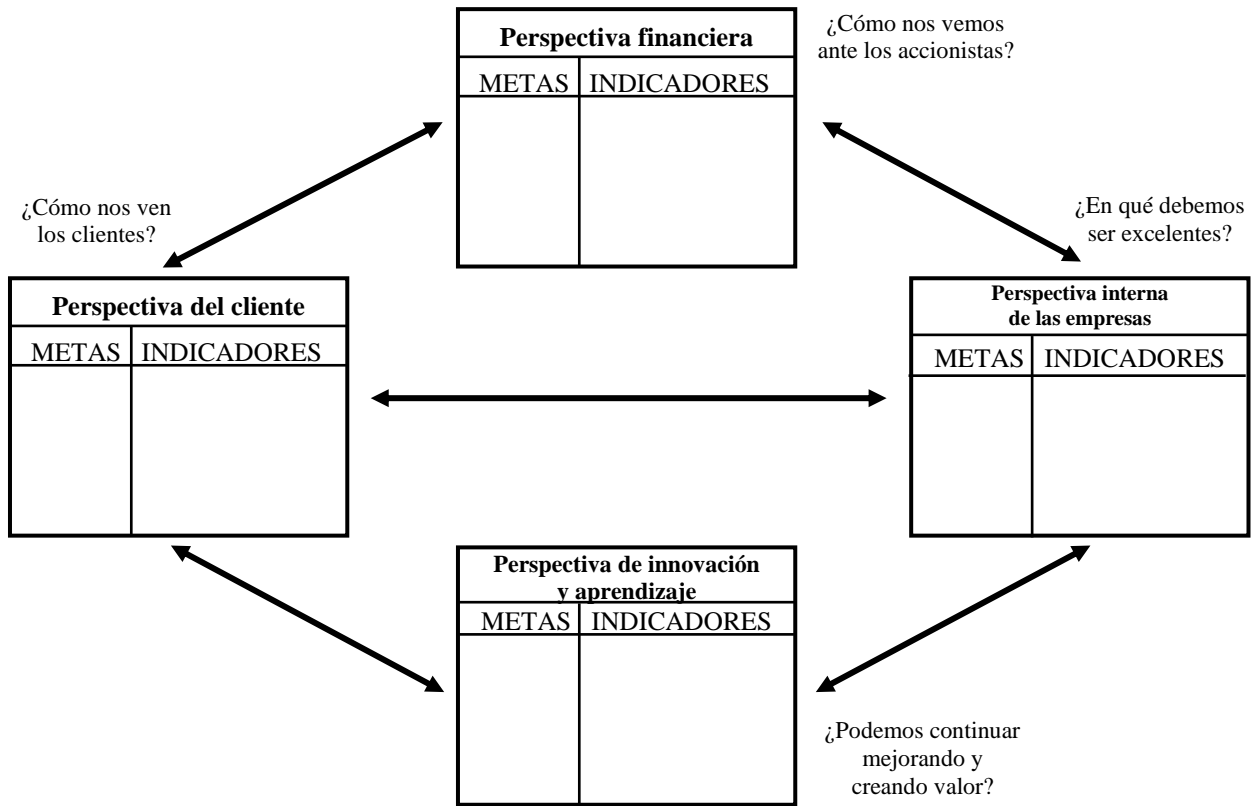 Perspectiva financiera
METAS INDICADORES
¿Cómo nos vemos
ante los accionistas?
¿Cómo nos ven
los clientes?
¿En qué debemos
ser excelentes?
Perspectiva del cliente
METAS INDICADORES
Perspectiva interna
de las empresas
METAS INDICADORES
Perspectiva de innovación
y aprendizaje
METAS INDICADORES
¿Podemos continuar
mejorando y
creando valor?